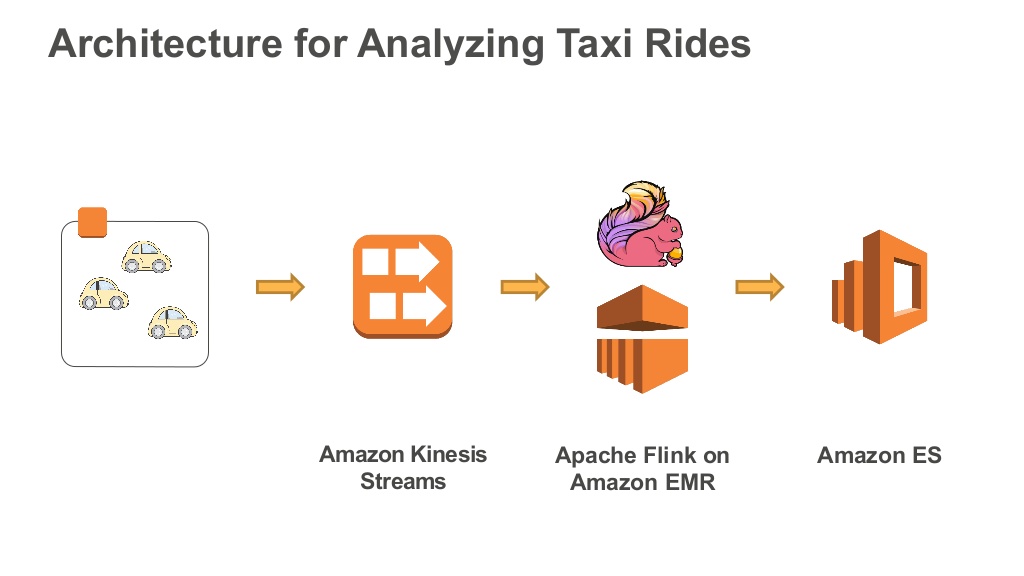 Architecture for Analyzing Taxi Rides
Amazon Kinesis
Streams
Apache Flink on
Amazon EMR
Amazon ES